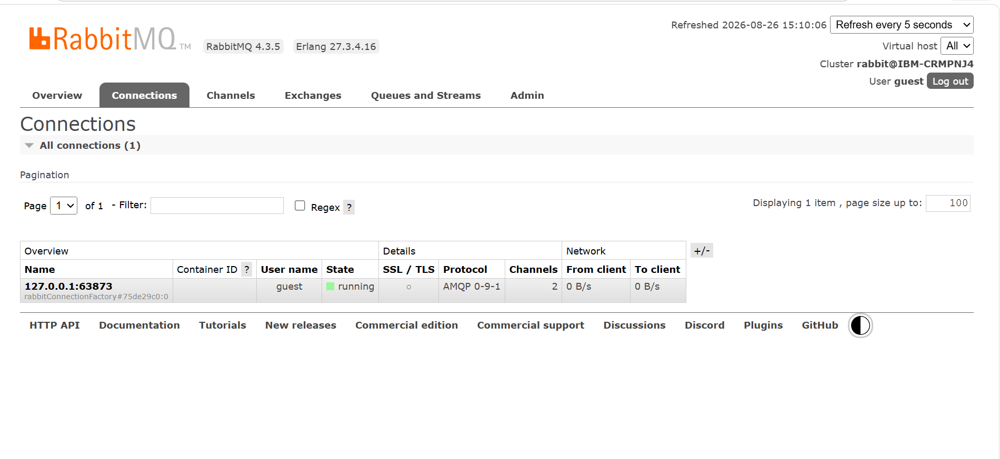 Refreshed 2026-08-26 15:10:06 Refresh every 5 seconds
RabbitMQ TM RabbitMQ 4.3.5 Erlang 27.3.4.16
Virtual host All
Cluster rabbit@IBM-CRMPNJ4
User guest Log out
Overview Connections Channels Exchanges Queues and Streams Admin
Connections
All connections (1)
Pagination
Page 1 of 1 - Filter: Regex ? Displaying 1 item , page size up to: 100
Overview Details Network +/-
Name Container ID ? User name State SSL / TLS Protocol Channels From client To client
127.0.0.1:63873 guest running ○ AMQP 0-9-1 2 0 B/s 0 B/s
rabbitConnectionFactory#75de29c0:0
HTTP API Documentation Tutorials New releases Commercial edition Commercial support Discussions Discord Plugins GitHub